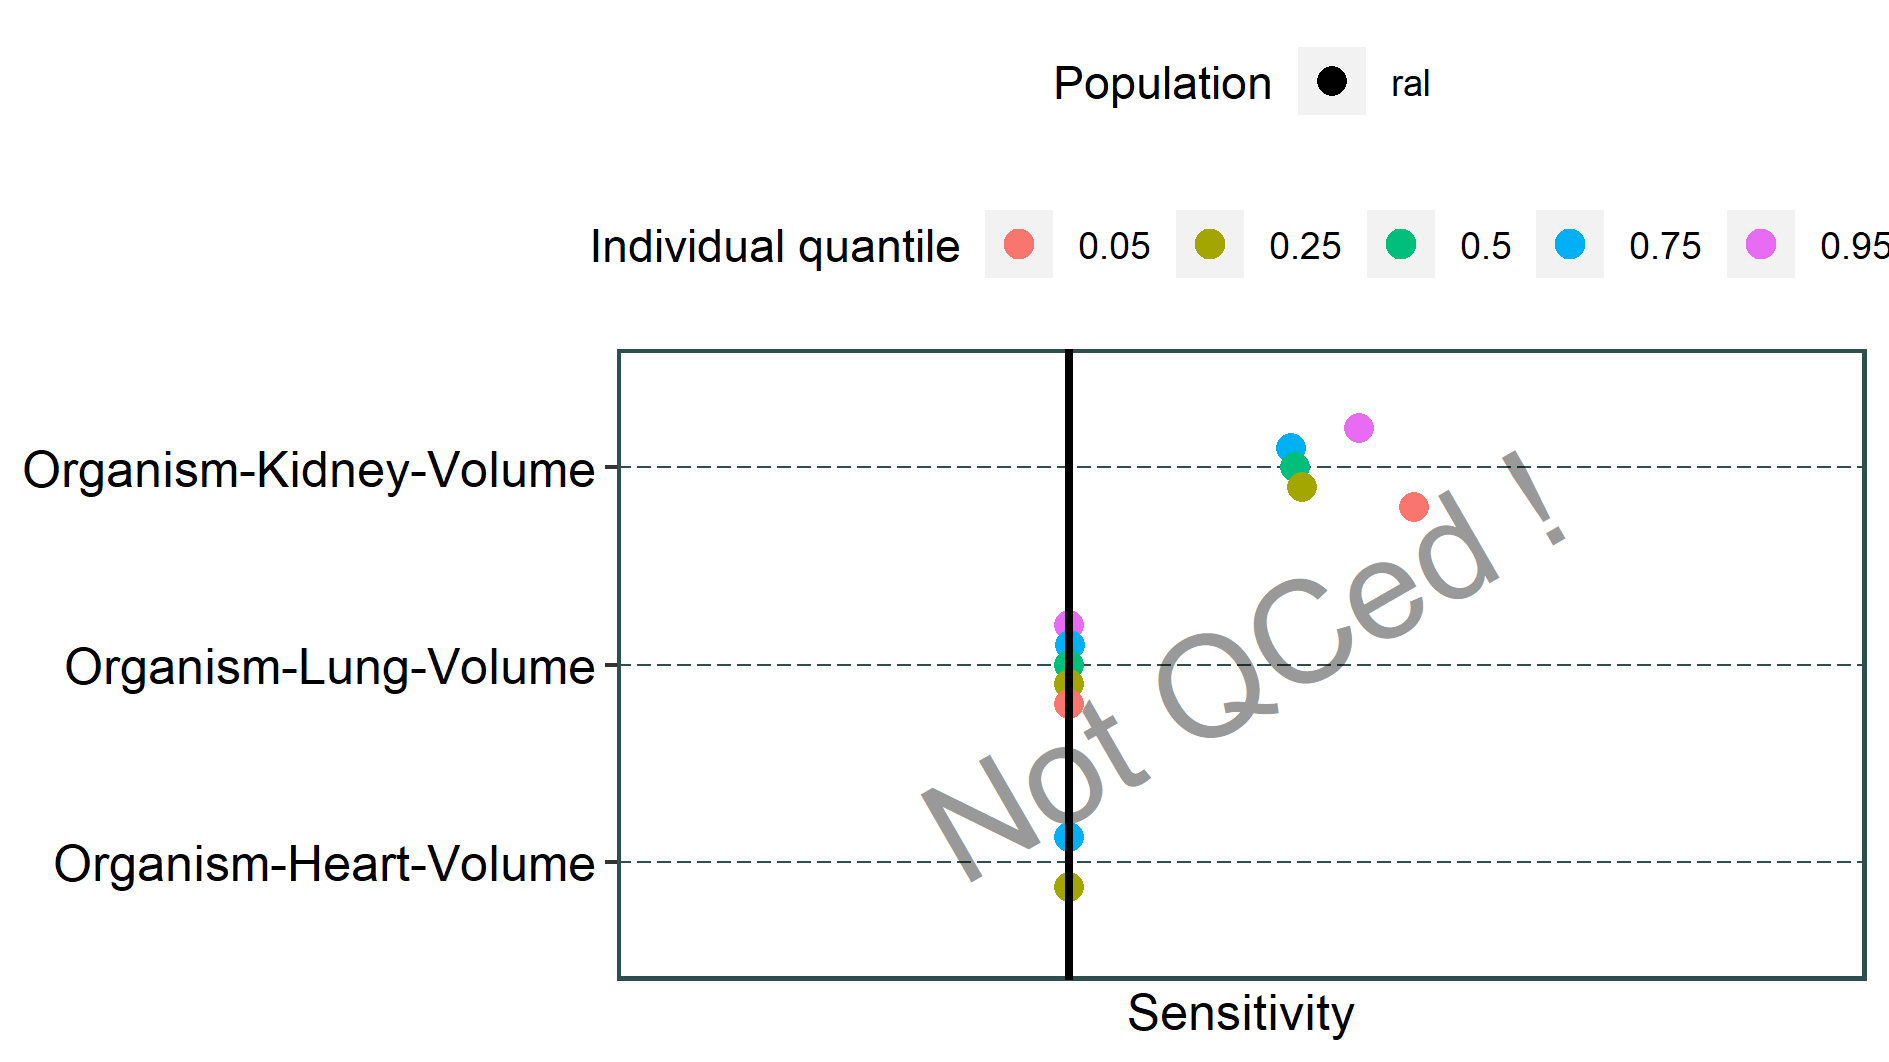 Population ral
Individual quantile 0.05 0.25 0.5 0.75 0.95
Organism-Kidney-Volume
Organism-Lung-Volume
Organism-Heart-Volume
Not QCed !
Sensitivity